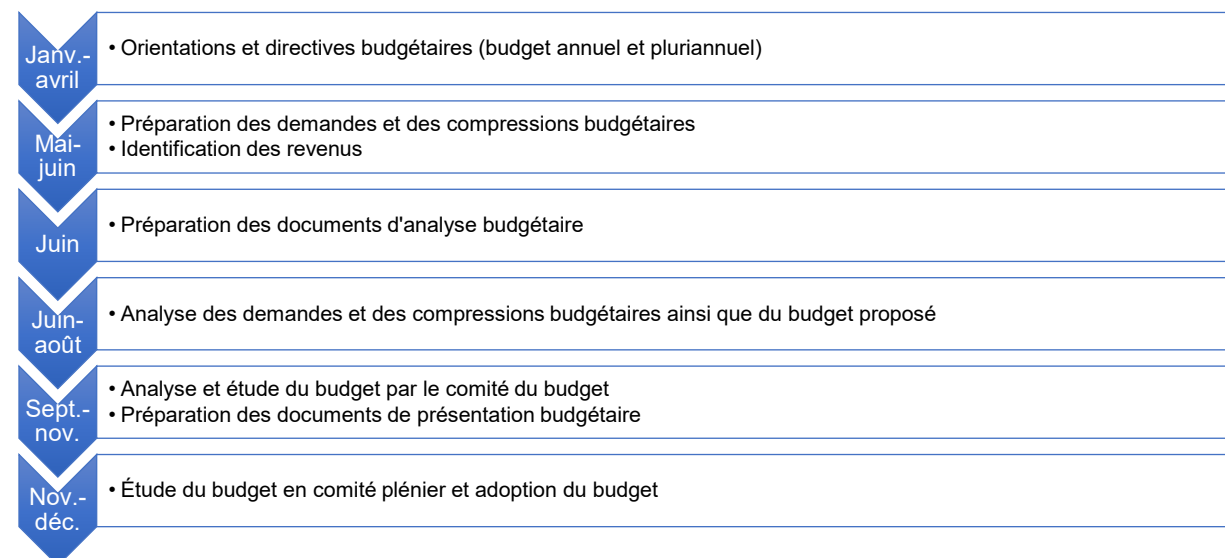 Janv.-
avril
• Orientations et directives budgétaires (budget annuel et pluriannuel)
Mai-
juin
• Préparation des demandes et des compressions budgétaires
• Identification des revenus
Juin
• Préparation des documents d'analyse budgétaire
Juin-
août
• Analyse des demandes et des compressions budgétaires ainsi que du budget proposé
Sept.-
nov.
• Analyse et étude du budget par le comité du budget
• Préparation des documents de présentation budgétaire
Nov.-
déc.
• Étude du budget en comité plénier et adoption du budget